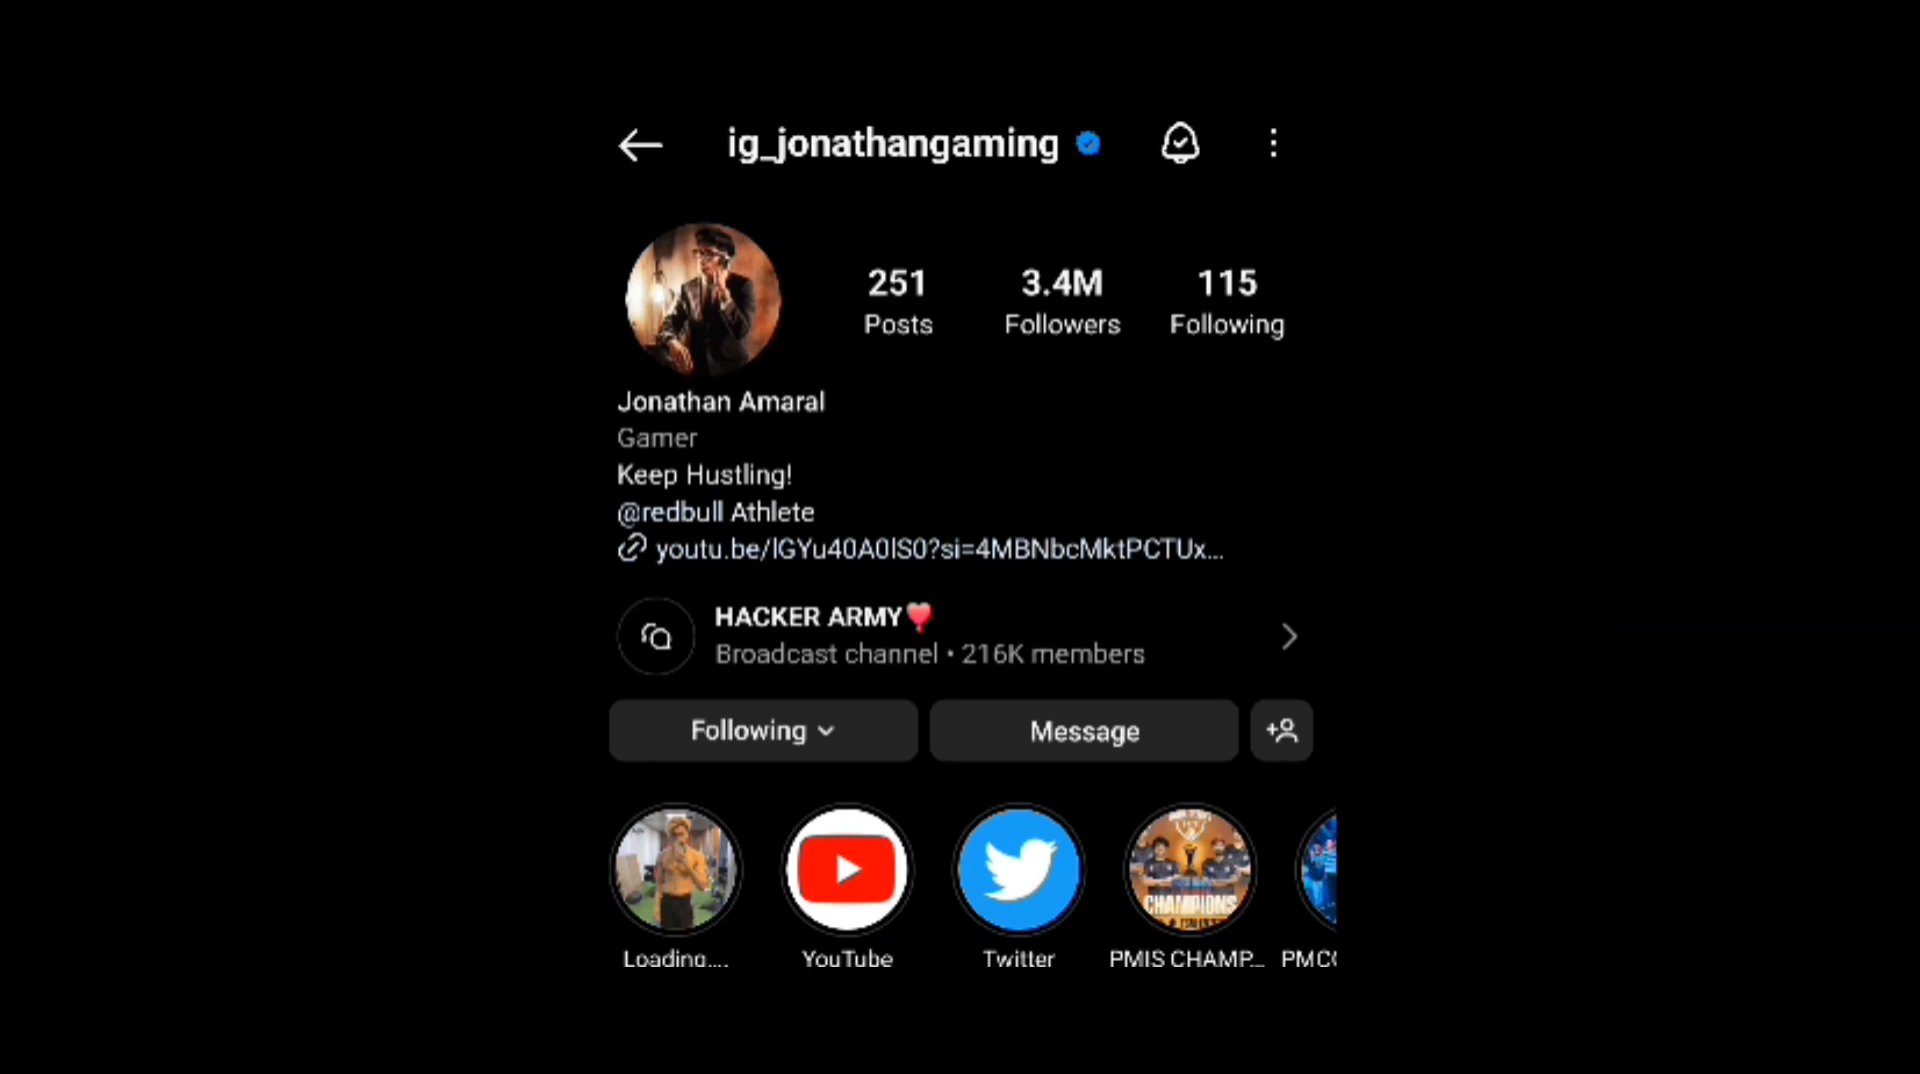 ig_jonathangaming
251 3.4M 115
Posts Followers Following
Jonathan Amaral
Gamer
Keep Hustling!
@redbull Athlete
youtu.be/lGYu40A0lS0?si=4MBNbcMktPCTUx...
HACKER ARMY❣️
Broadcast channel • 216K members
Following Message
CHAMPIONS
Loading.... YouTube Twitter PMIS CHAMP...